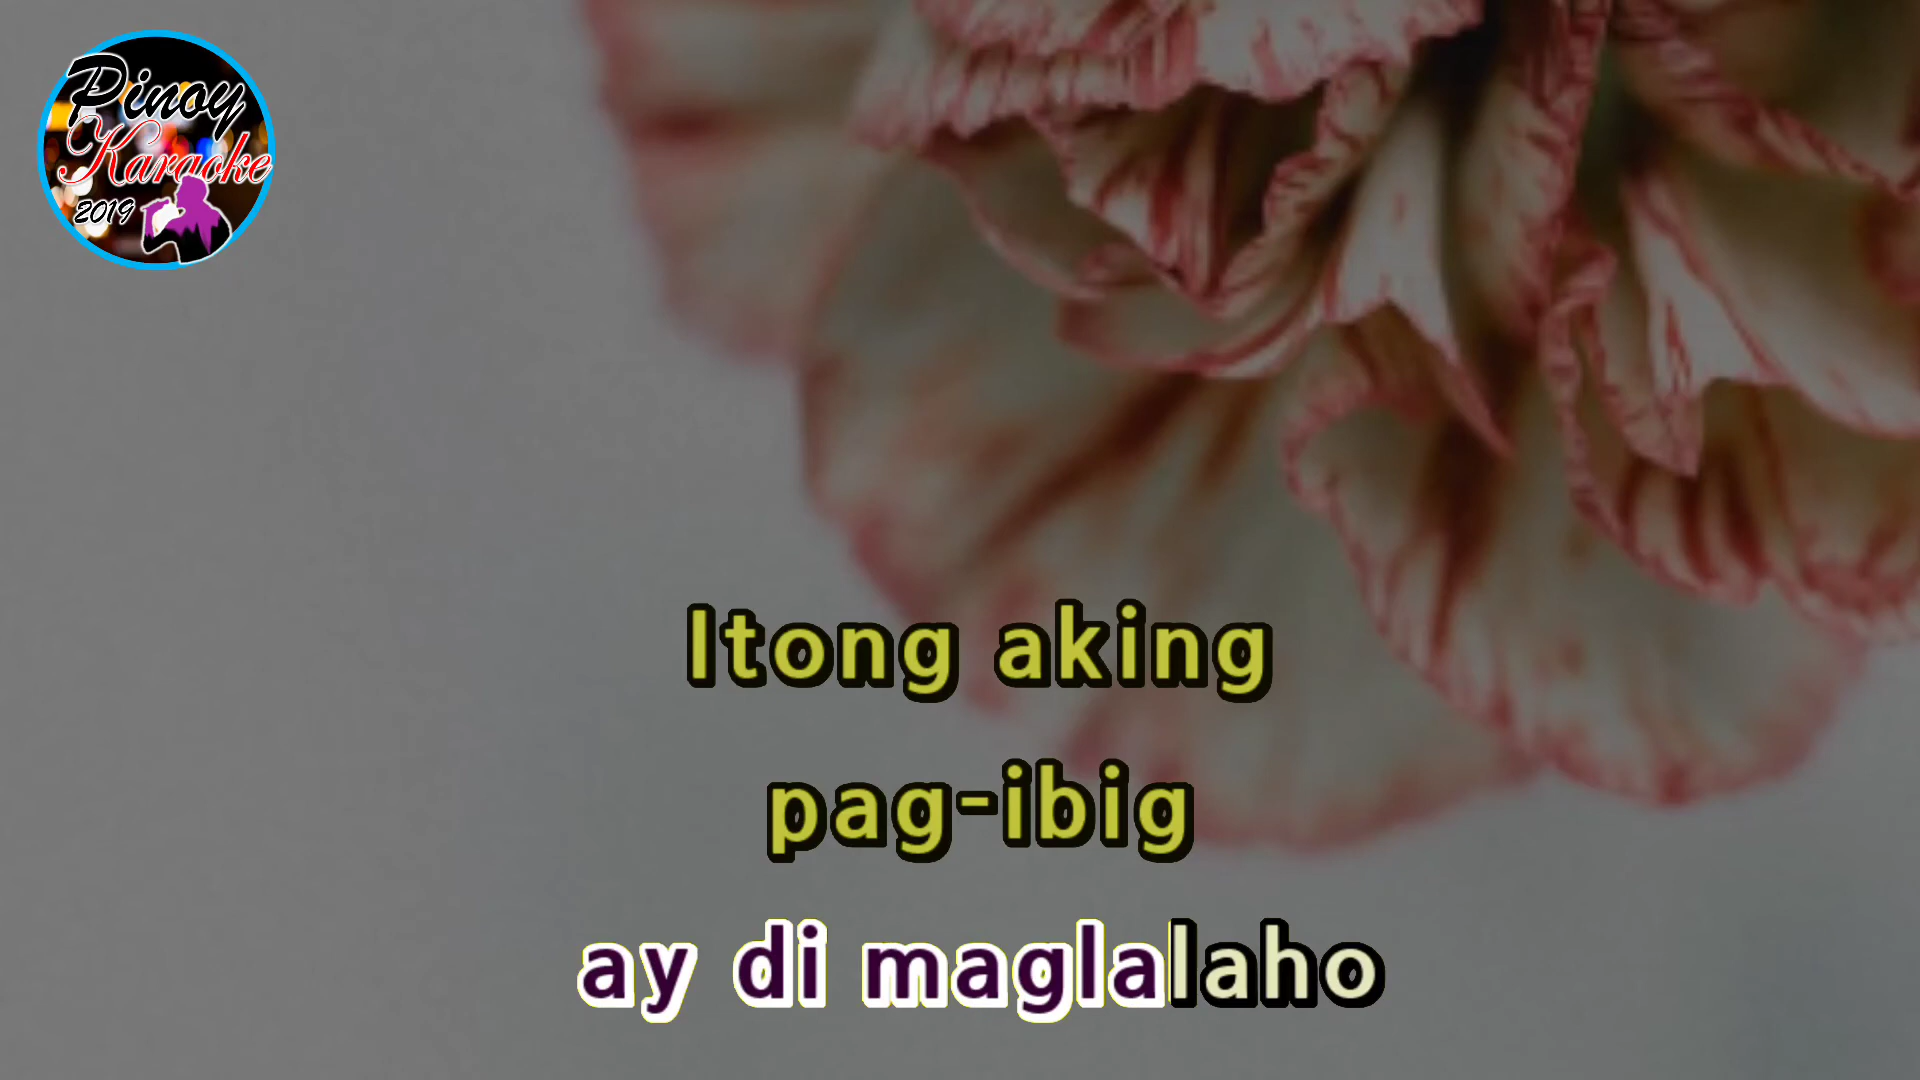 Pinoy
Karaoke
2019
Itong aking
pag-ibig
ay di maglalaho